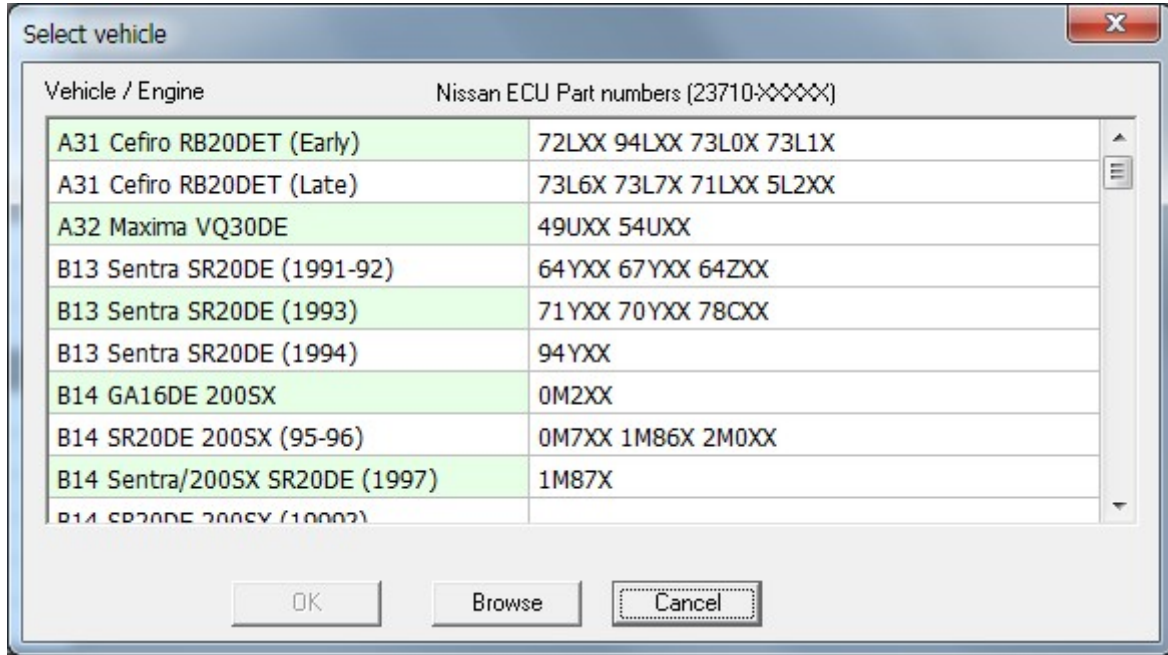 Select vehicle
Vehicle / Engine Nissan ECU Part numbers (23710-XXXXX)
A31 Cefiro RB20DET (Early) 72LXX 94LXX 73L0X 73L1X
A31 Cefiro RB20DET (Late) 73L6X 73L7X 71LXX 5L2XX
A32 Maxima VQ30DE 49UXX 54UXX
B13 Sentra SR20DE (1991-92) 64YXX 67YXX 64ZXX
B13 Sentra SR20DE (1993) 71YXX 70YXX 78CXX
B13 Sentra SR20DE (1994) 94YXX
B14 GA16DE 200SX 0M2XX
B14 SR20DE 200SX (95-96) 0M7XX 1M86X 2M0XX
B14 Sentra/200SX SR20DE (1997) 1M87X
B14 SR20DE 200SX
OK Browse Cancel